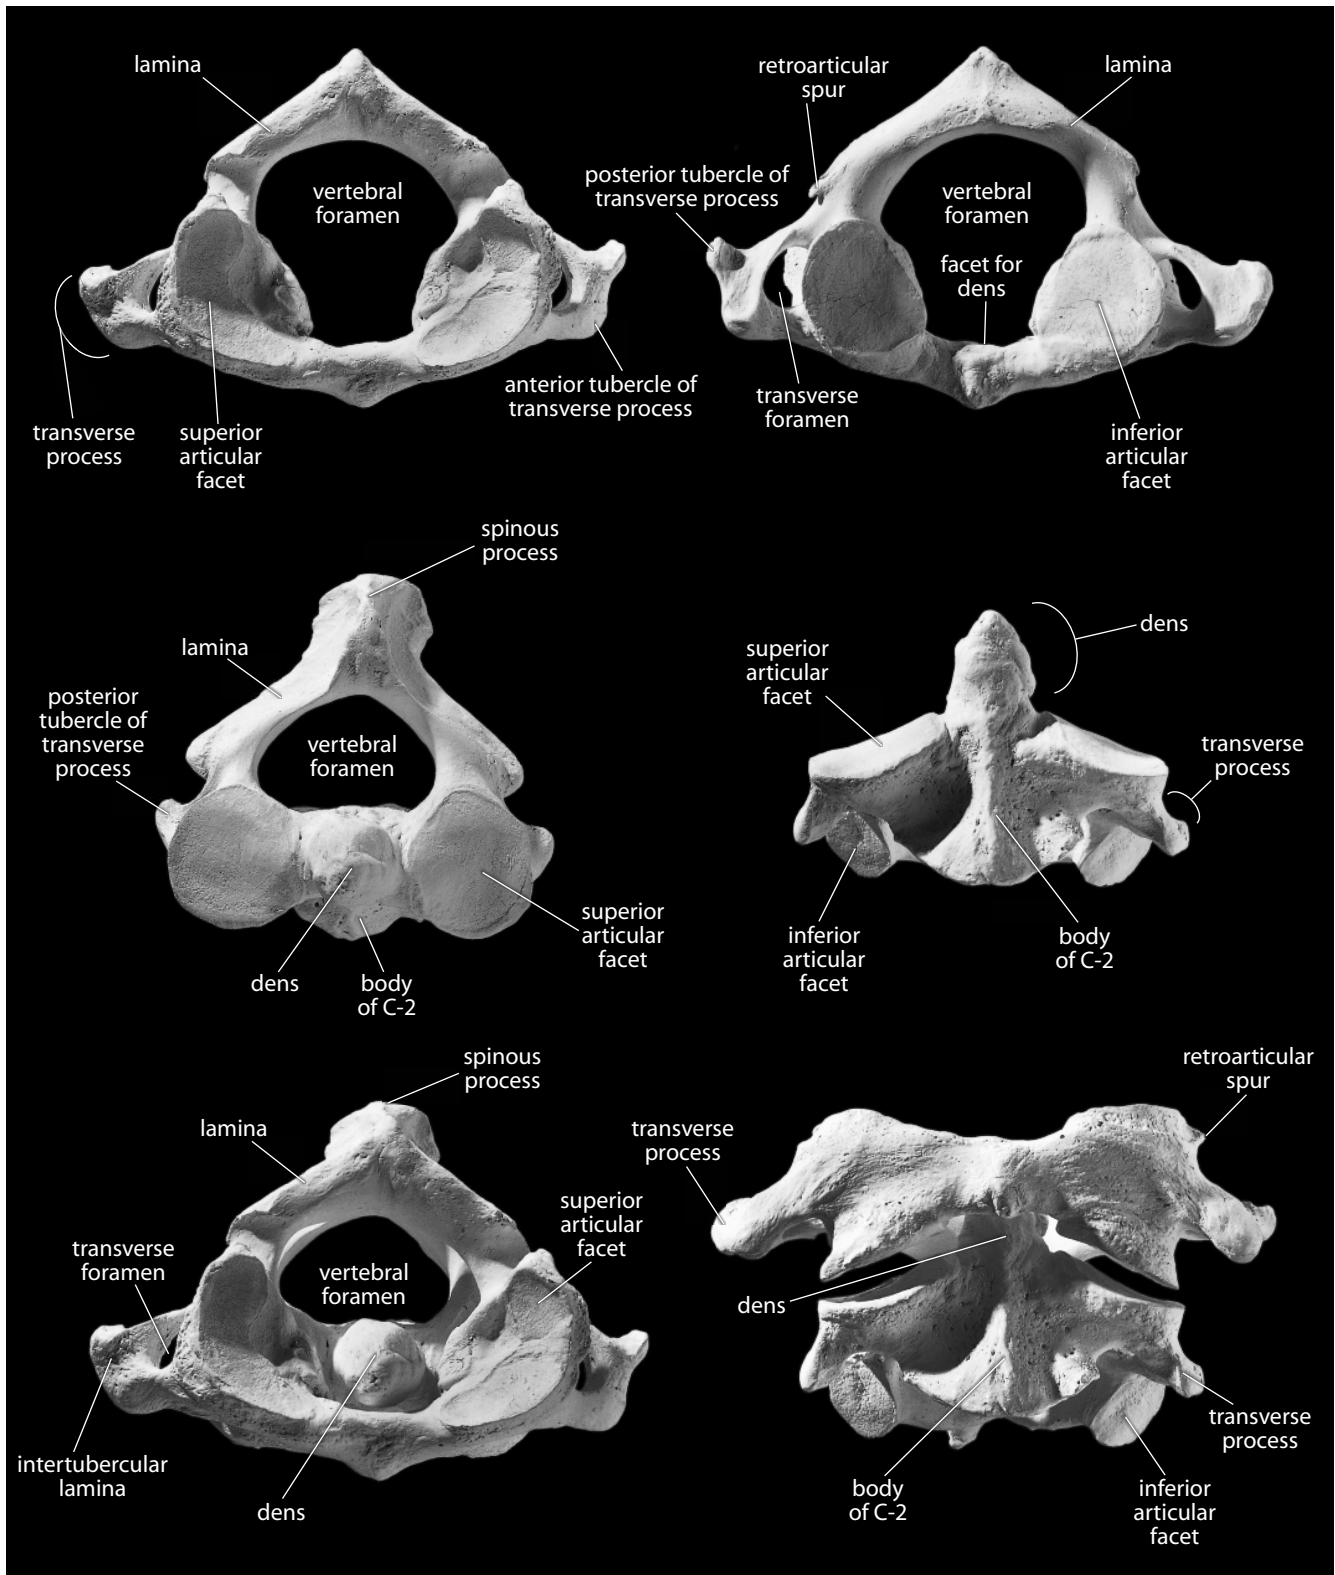 lamina
vertebral
foramen
transverse
process
superior
articular
facet
anterior tubercle of
transverse process
retroarticular
spur
lamina
posterior tubercle of
transverse process
vertebral
foramen
facet for
dens
transverse
foramen
inferior
articular
facet
spinous
process
lamina
posterior
tubercle of
transverse
process
vertebral
foramen
superior
articular
facet
dens
body
of C-2
dens
superior
articular
facet
transverse
process
inferior
articular
facet
body
of C-2
spinous
process
lamina
superior
articular
facet
transverse
foramen
vertebral
foramen
intertubercular
lamina
dens
retroarticular
spur
transverse
process
dens
transverse
process
body
of C-2
inferior
articular
facet